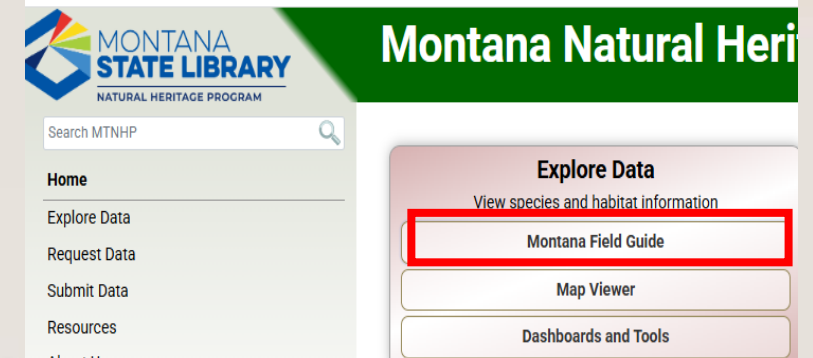 MONTANA
STATE LIBRARY
NATURAL HERITAGE PROGRAM
Montana Natural
Search MTNHP
Home
Explore Data
Request Data
Submit Data
Resources
Explore Data
View species and habitat information
Montana Field Guide
Map Viewer
Dashboards and Tools